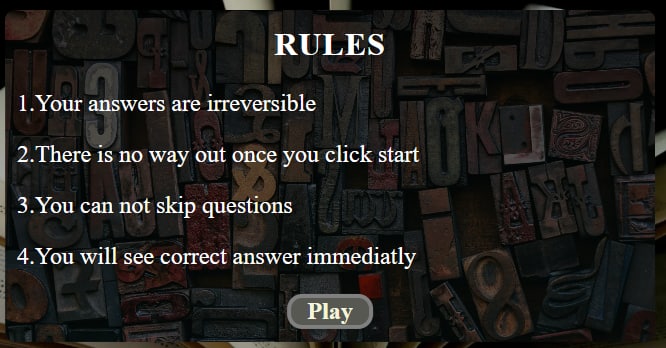 RULES
1.Your answers are irreversible
2.There is no way out once you click start
3.You can not skip questions
4.You will see correct answer immediatly
Play